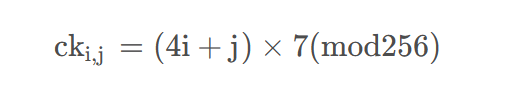 ck_{i,j} = (4i + j) × 7(mod256)